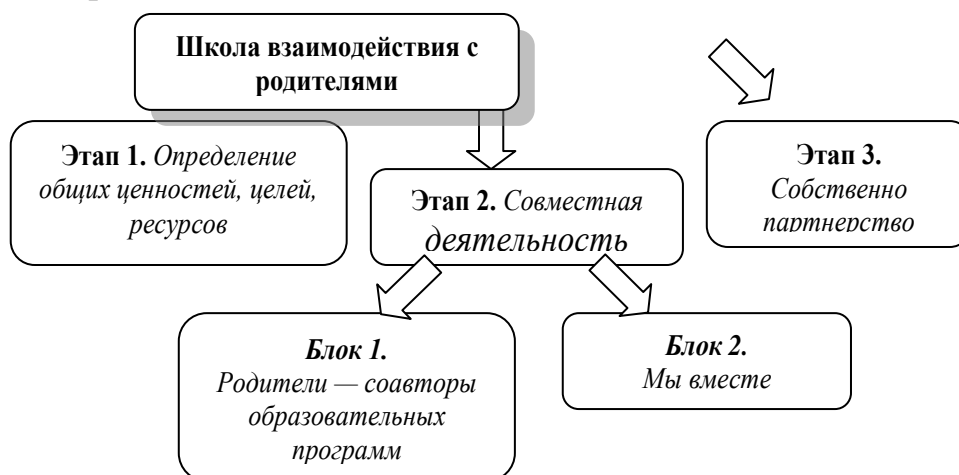 Школа взаимодействия с
родителями
Этап 1. Определение
общих ценностей, целей,
ресурсов
Этап 2. Совместная
деятельность
Этап 3.
Собственно
партнерство
Блок 1.
Родители — соавторы
образовательных
программ
Блок 2.
Мы вместе